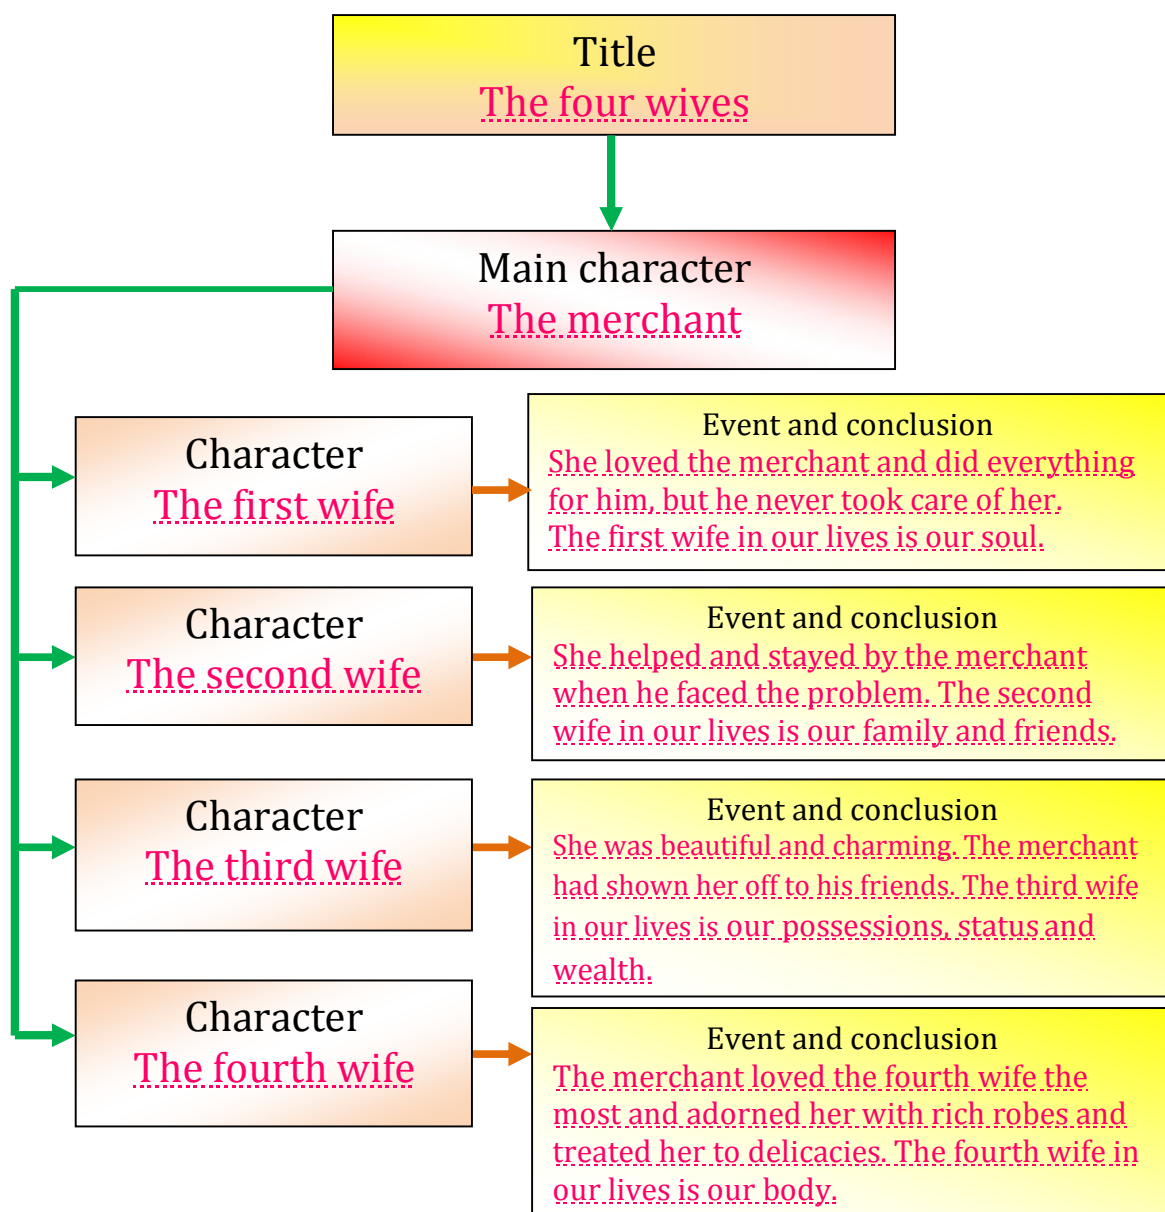 Title
The four wives
Main character
The merchant
Character
The first wife
Event and conclusion
She loved the merchant and did everything
for him, but he never took care of her.
The first wife in our lives is our soul.
Character
The second wife
Event and conclusion
She helped and stayed by the merchant
when he faced the problem. The second
wife in our lives is our family and friends.
Character
The third wife
Event and conclusion
She was beautiful and charming. The merchant
had shown her off to his friends. The third wife
in our lives is our possessions, status and
wealth.
Character
The fourth wife
Event and conclusion
The merchant loved the fourth wife the
most and adorned her with rich robes and
treated her to delicacies. The fourth wife in
our lives is our body.